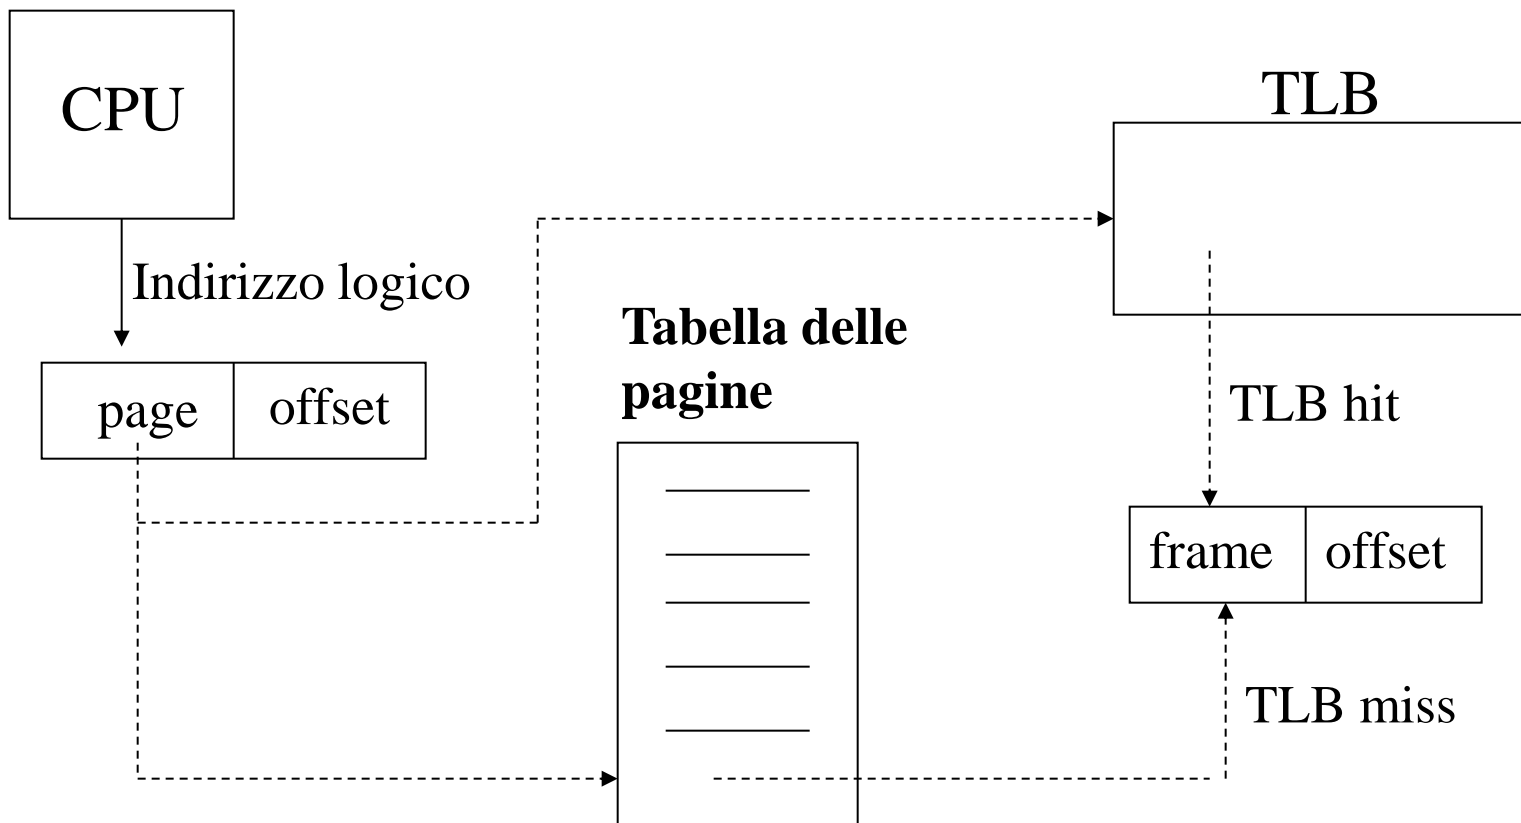 CPU
TLB
Indirizzo logico
Tabella delle
pagine
page
offset
TLB hit
frame
offset
TLB miss